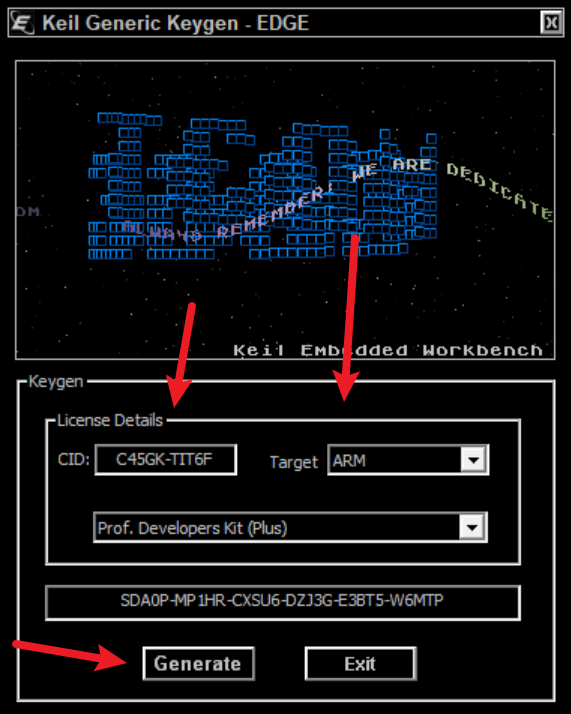 Keil Generic Keygen - EDGE
DM ALWAYS REMEMBER! WE ARE DEDICATE
Keil Embedded Workbench
Keygen
License Details
CID: C45GK-TIT6F Target ARM
Prof. Developers Kit (Plus)
SDA0P-MP1HR-CXSU6-DZJ3G-E3BT5-W6MTP
Generate Exit